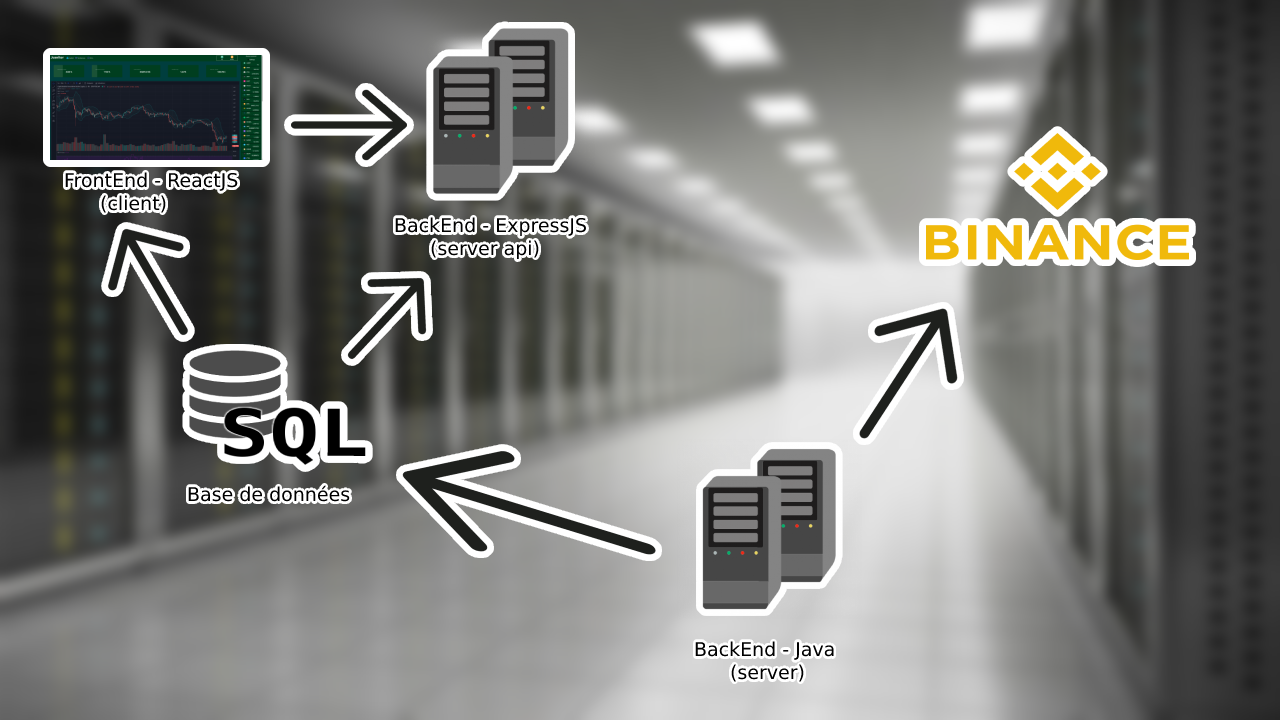 FrontEnd - ReactJS
(client)
BackEnd - ExpressJS
(server api)
BINANCE
SQL
Base de données
BackEnd - Java
(server)